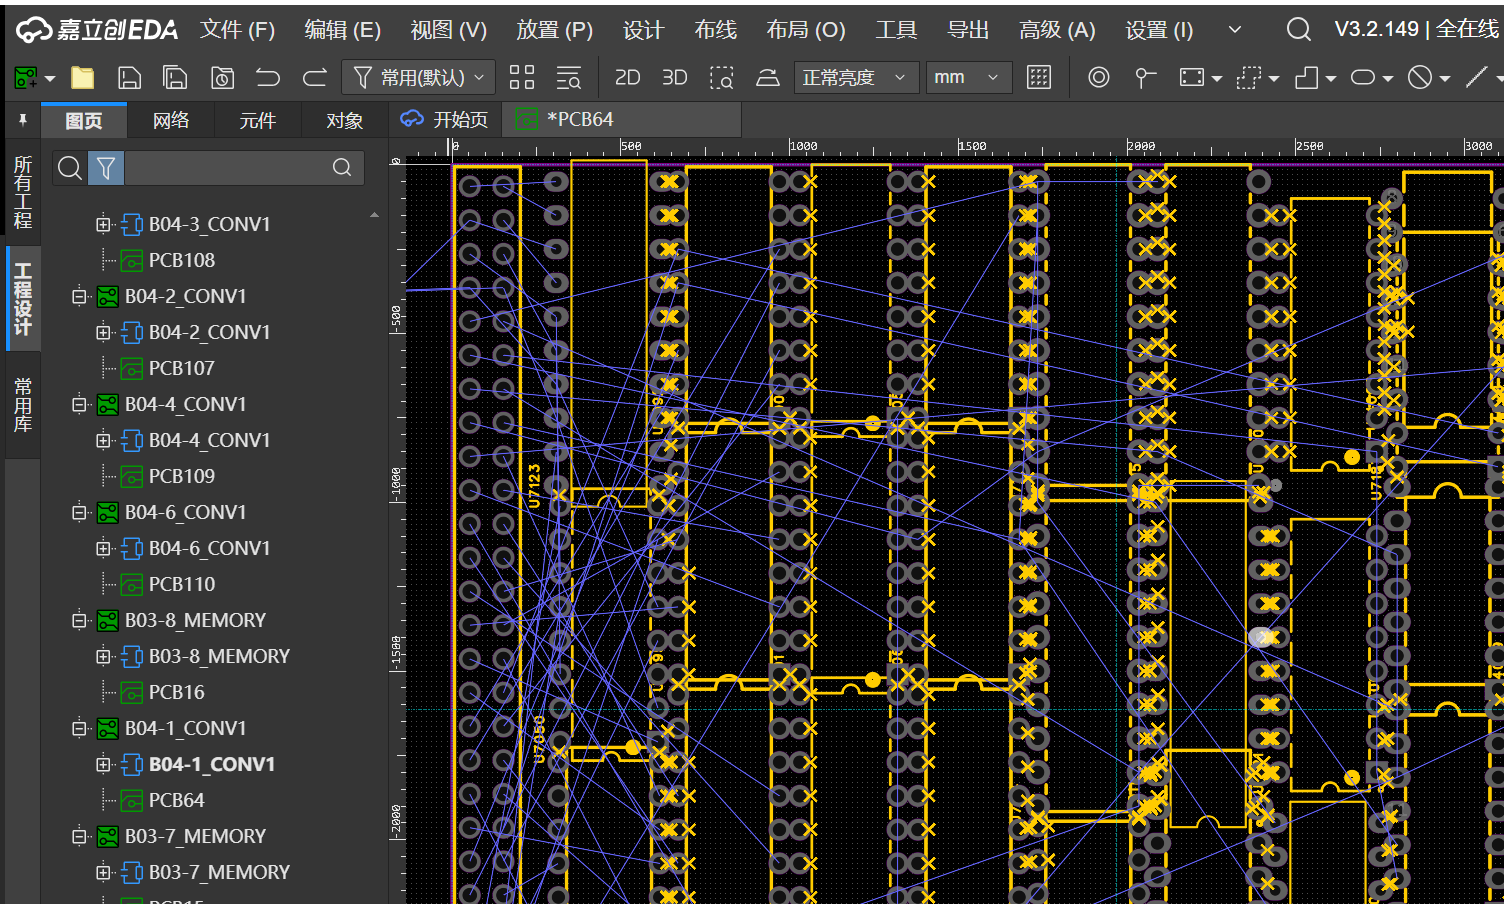 嘉立创EDA 文件 (F) 编辑 (E) 视图 (V) 放置 (P) 设计 布线 布局 (O) 工具 导出 高级 (A) 设置 (I) V3.2.149 | 全在线
常用(默认) 2D 3D 正常亮度 mm
图页 网络 元件 对象 开始页 *PCB64
所有工程
工程设计
常用库
B04-3_CONV1
PCB108
B04-2_CONV1
B04-2_CONV1
PCB107
B04-4_CONV1
B04-4_CONV1
PCB109
B04-6_CONV1
B04-6_CONV1
PCB110
B03-8_MEMORY
B03-8_MEMORY
PCB16
B04-1_CONV1
B04-1_CONV1
PCB64
B03-7_MEMORY
B03-7_MEMORY
0 500 1000 1500 2000 2500 3000
0
-500
-1000
-1500
-2000
U7123
U7050